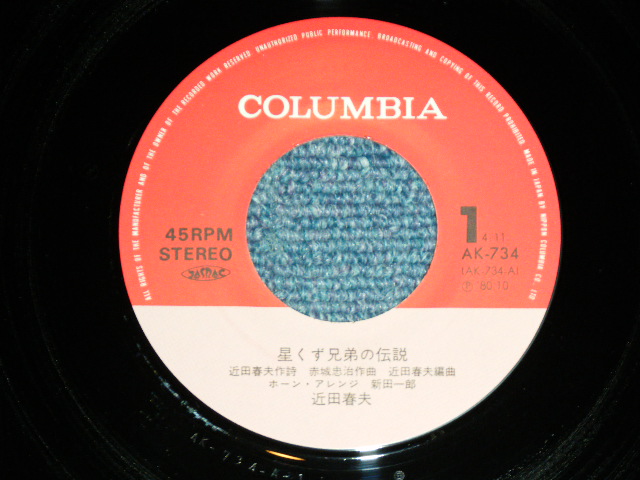 ALL RIGHTS OF THE MANUFACTURER AND OF THE OWNER OF THE RECORDED WORK RESERVED. UNAUTHORIZED PUBLIC PERFORMANCE, BROADCASTING AND COPYING OF THIS RECORD PROHIBITED. MADE IN JAPAN BY NIPPON COLUMBIA CO., LTD.
COLUMBIA
45RPM
STEREO
1
4:11
AK-734
(AK-734-A)
Ⓟ '80.10
星くず兄弟の伝説
近田春夫作詩 赤城忠治作曲 近田春夫編曲
ホーン・アレンジ 新田一郎
近田春夫